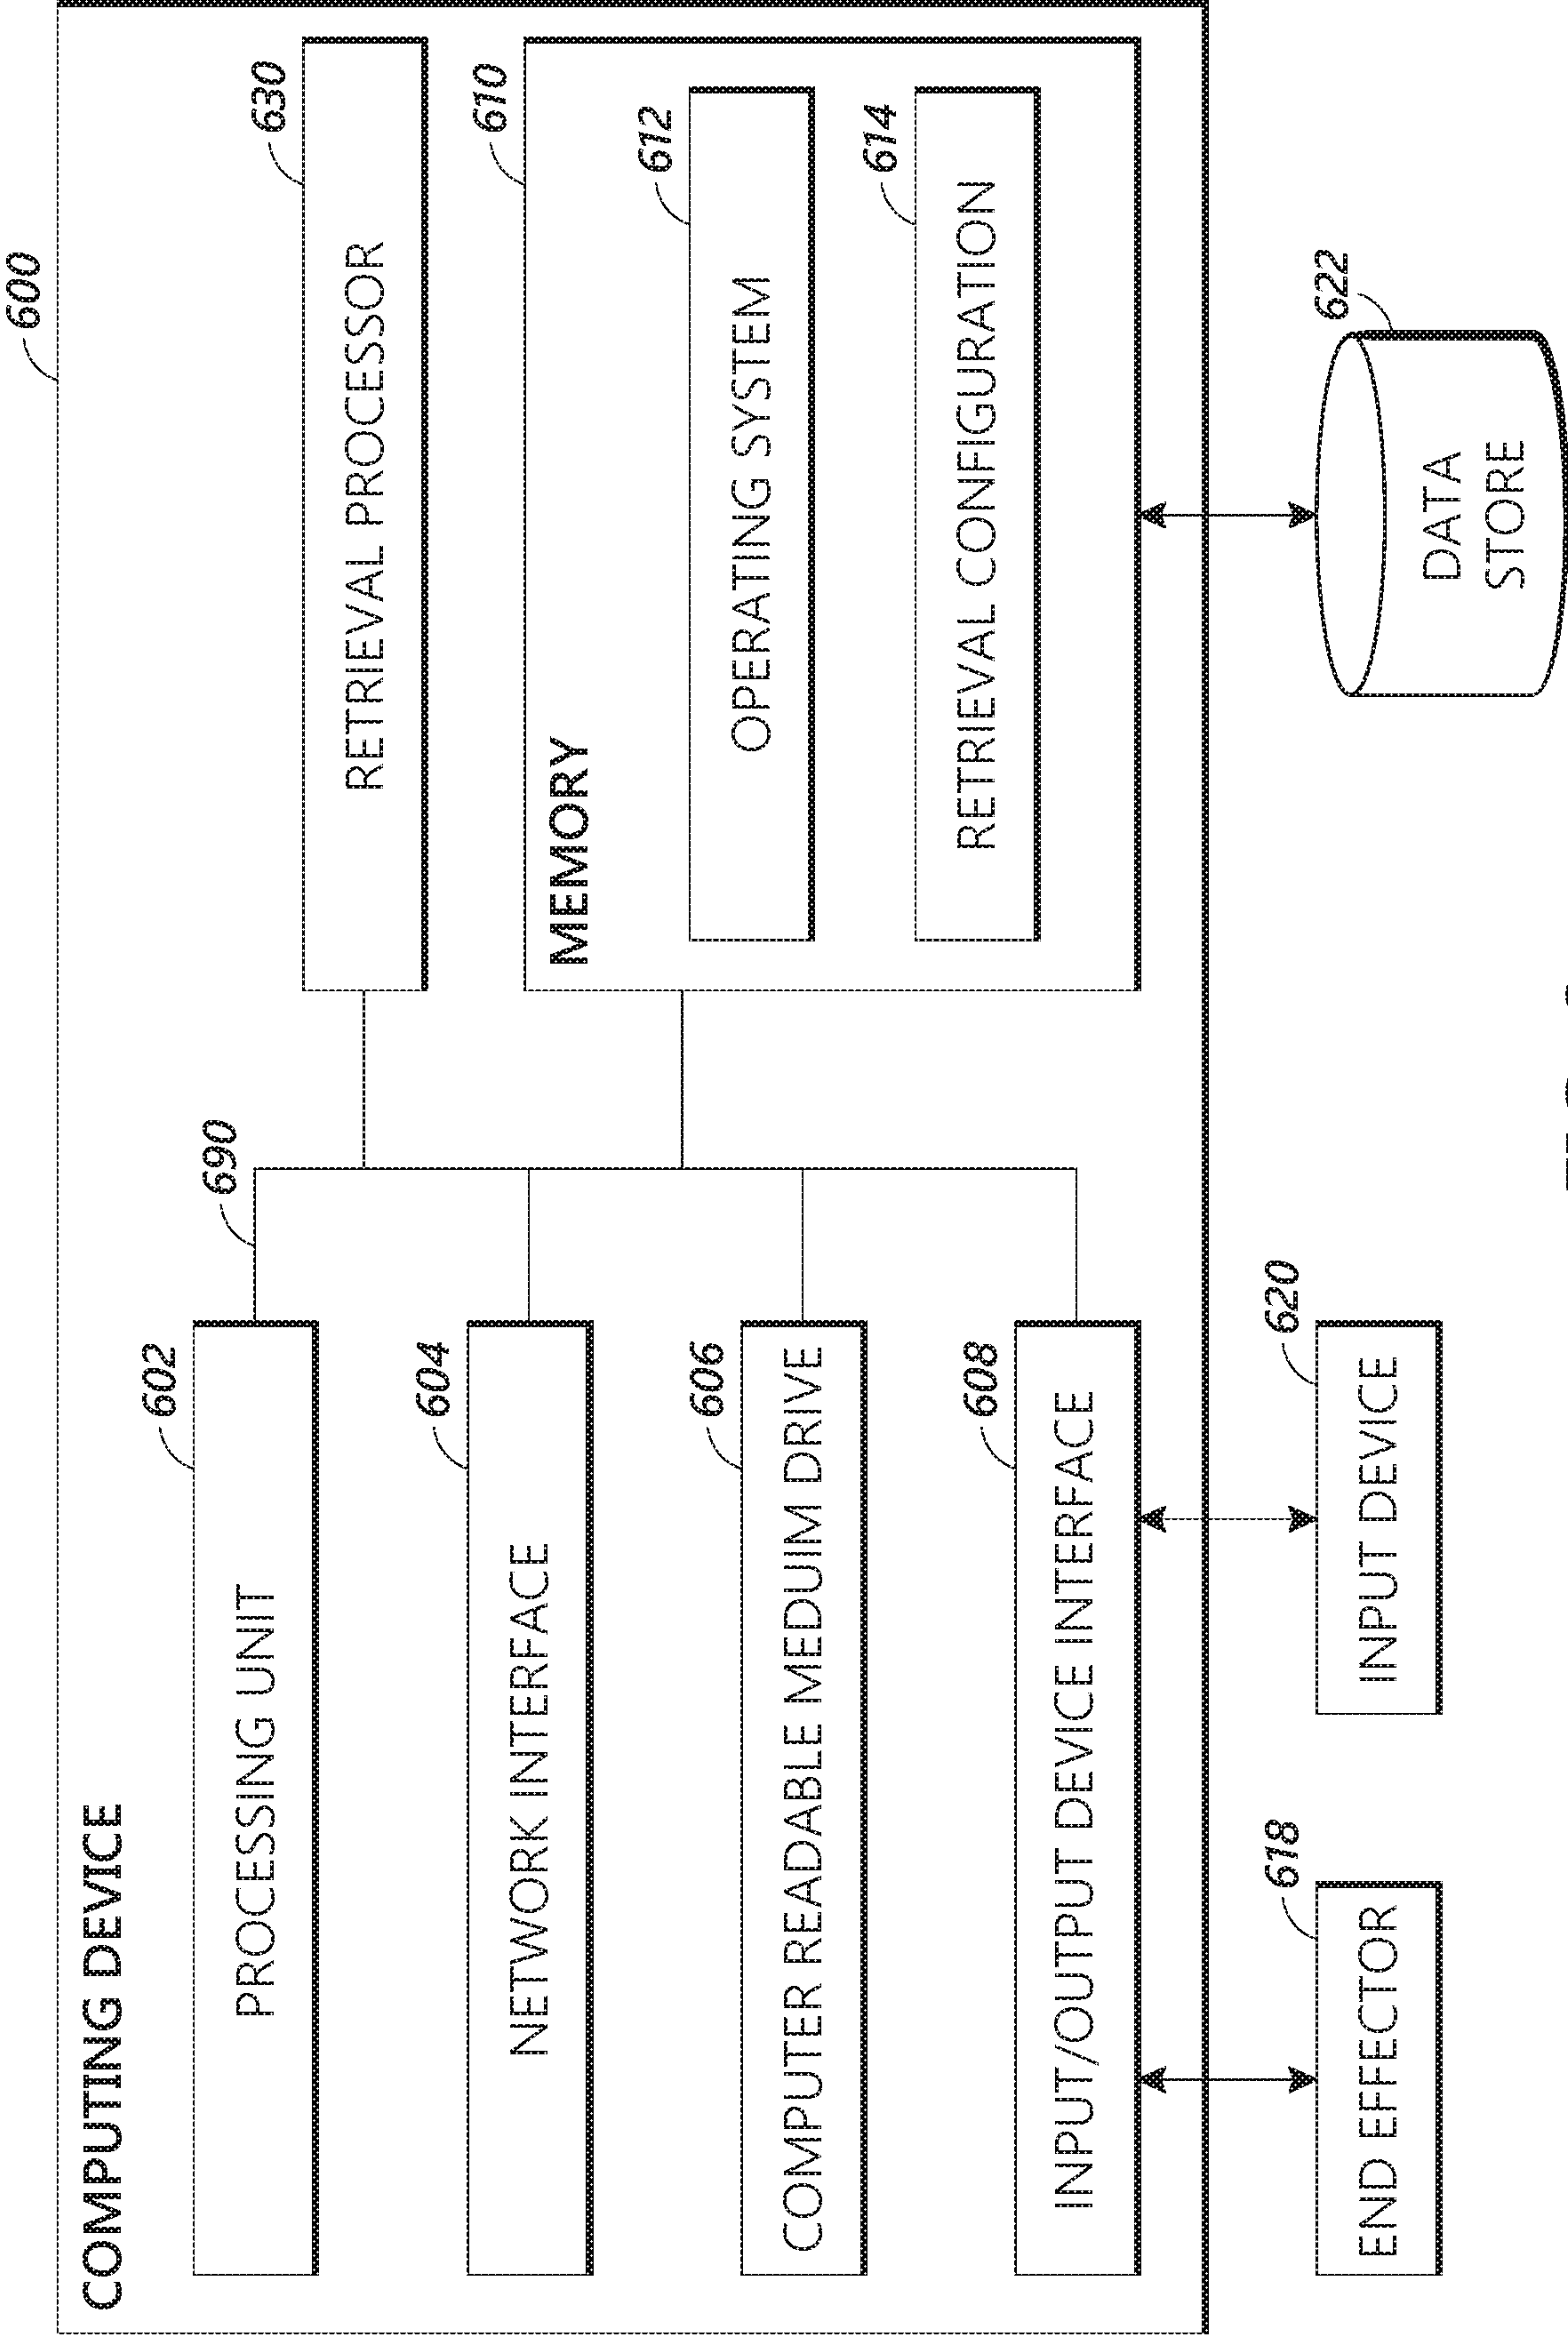 600
COMPUTING DEVICE
602
PROCESSING UNIT
604
NETWORK INTERFACE
606
COMPUTER READABLE MEDUIM DRIVE
608
INPUT/OUTPUT DEVICE INTERFACE
690
630
RETRIEVAL PROCESSOR
610
MEMORY
612
OPERATING SYSTEM
614
RETRIEVAL CONFIGURATION
618
END EFFECTOR
620
INPUT DEVICE
622
DATA
STORE